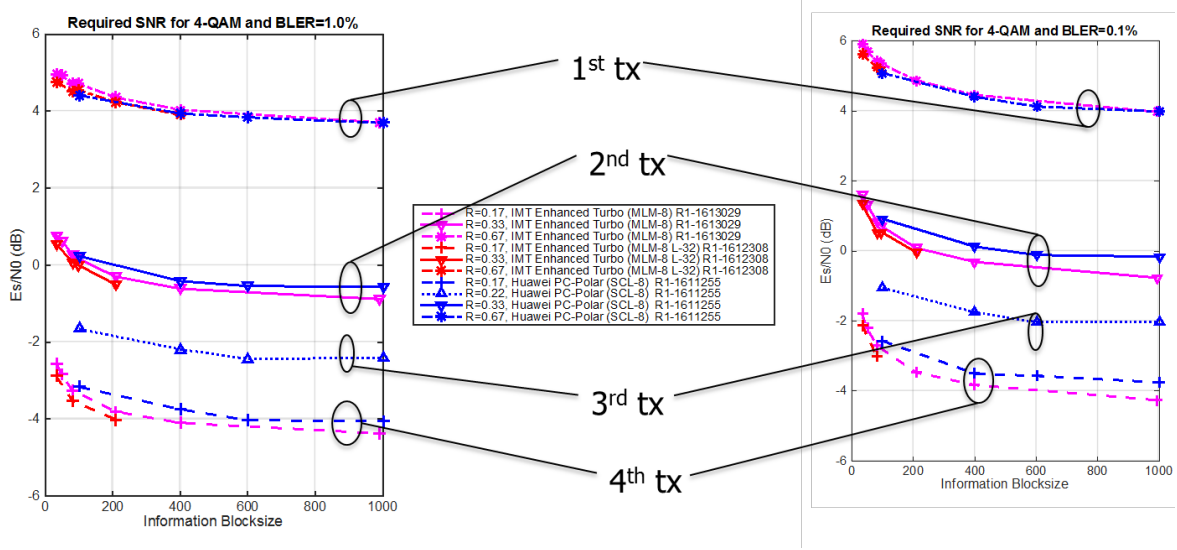 Required SNR for 4-QAM and BLER=1.0%
6
4
2
0
-2
-4
-6
Es/N0 (dB)
0
200
400
600
800
1000
Information Blocksize
1st tx
2nd tx
R=0.17, IMT Enhanced Turbo (MLM-8) R1-1613029
R=0.33, IMT Enhanced Turbo (MLM-8) R1-1613029
R=0.67, IMT Enhanced Turbo (MLM-8) R1-1613029
R=0.17, IMT Enhanced Turbo (MLM-8 L-32) R1-1612308
R=0.33, IMT Enhanced Turbo (MLM-8 L-32) R1-1612308
R=0.67, IMT Enhanced Turbo (MLM-8 L-32) R1-1612308
R=0.17, Huawei PC-Polar (SCL-8) R1-1611255
R=0.22, Huawei PC-Polar (SCL-8) R1-1611255
R=0.33, Huawei PC-Polar (SCL-8) R1-1611255
R=0.67, Huawei PC-Polar (SCL-8) R1-1611255
3rd tx
4th tx
Required SNR for 4-QAM and BLER=0.1%
6
4
2
0
-2
-4
-6
Es/N0 (dB)
0
200
400
600
800
1000
Information Blocksize